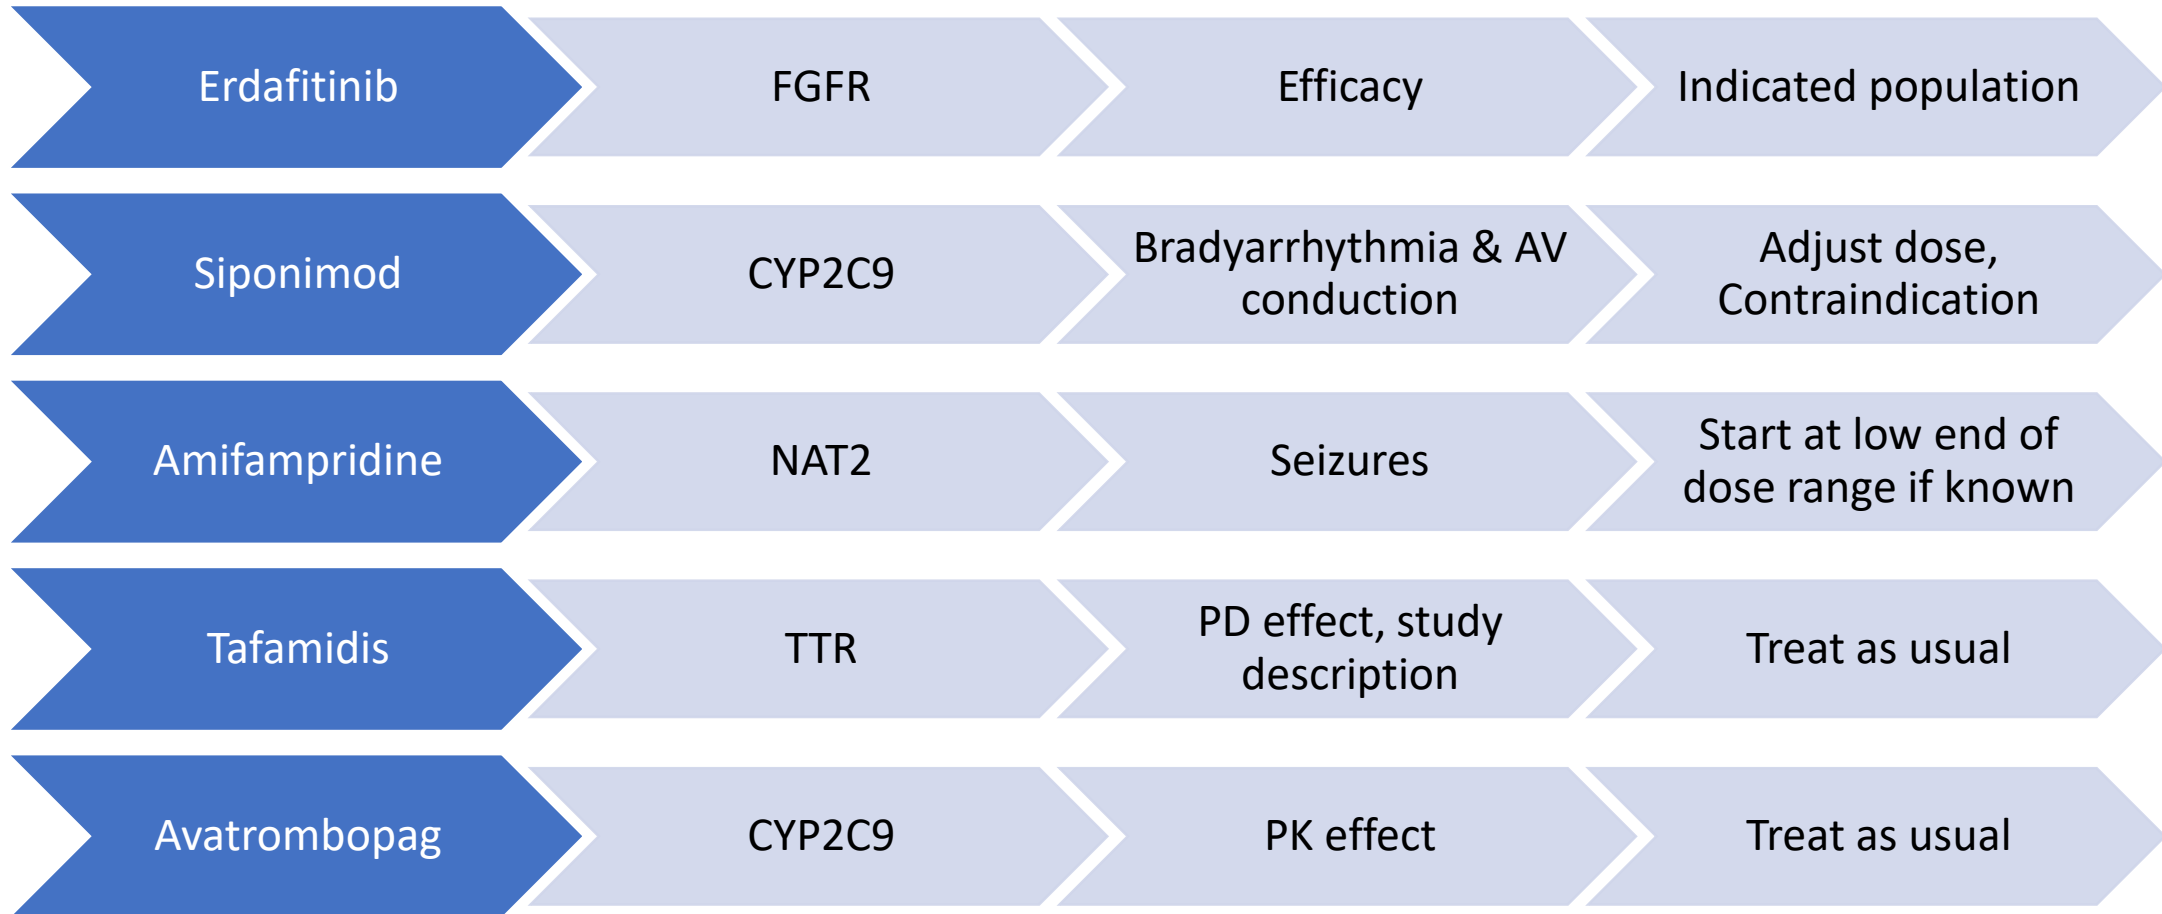 Erdafitinib
FGFR
Efficacy
Indicated population
Siponimod
CYP2C9
Bradyarrhythmia & AV
conduction
Adjust dose,
Contraindication
Amifampridine
NAT2
Seizures
Start at low end of
dose range if known
Tafamidis
TTR
PD effect, study
description
Treat as usual
Avatrombopag
CYP2C9
PK effect
Treat as usual